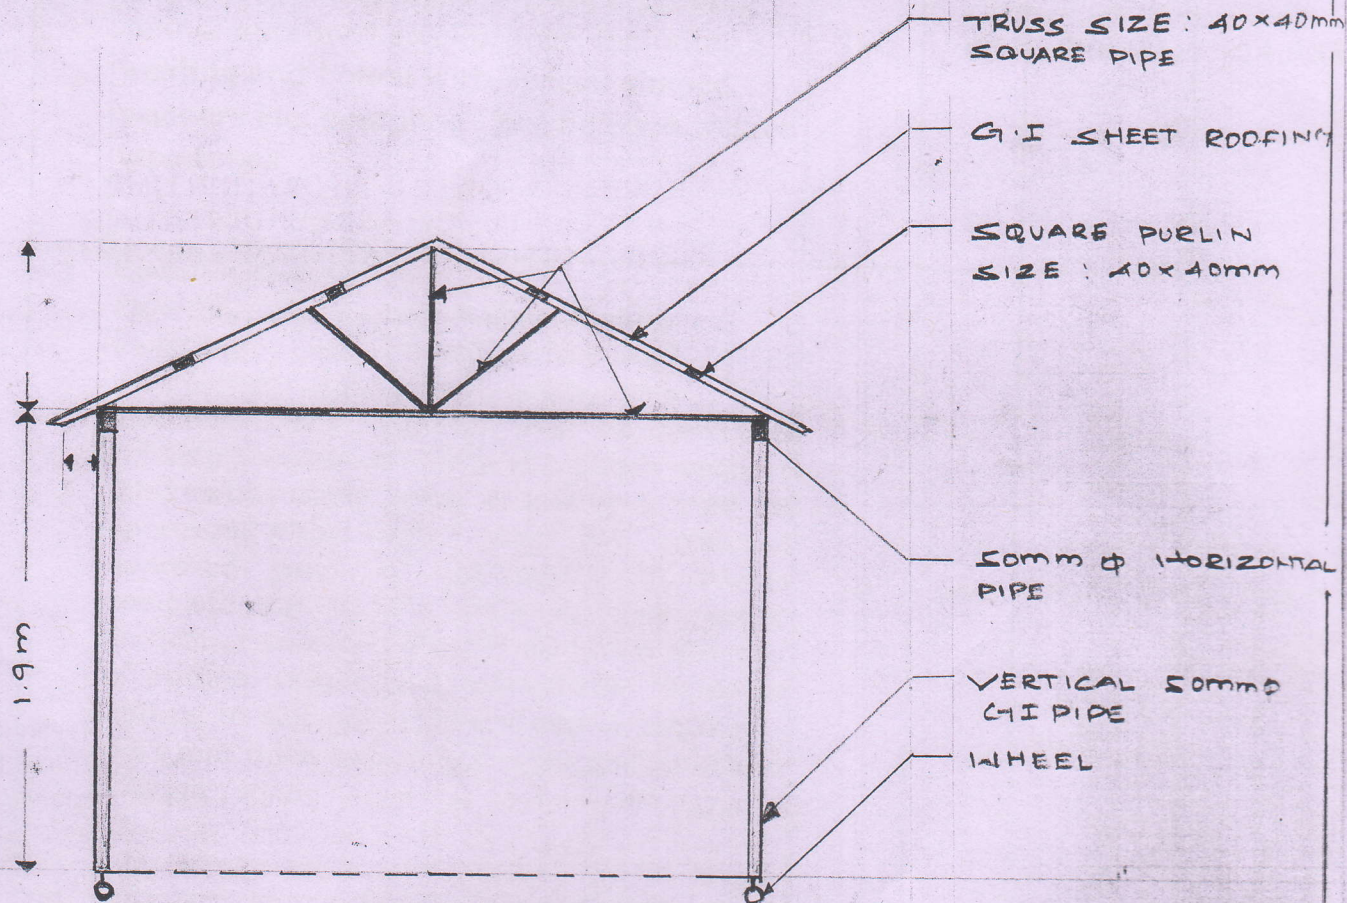 TRUSS SIZE : 40×40mm
SQUARE PIPE
G.I SHEET ROOFING
SQUARE PURLIN
SIZE : 40×40mm
50mm φ HORIZONTAL
PIPE
VERTICAL 50mmφ
GI PIPE
WHEEL
1.9m